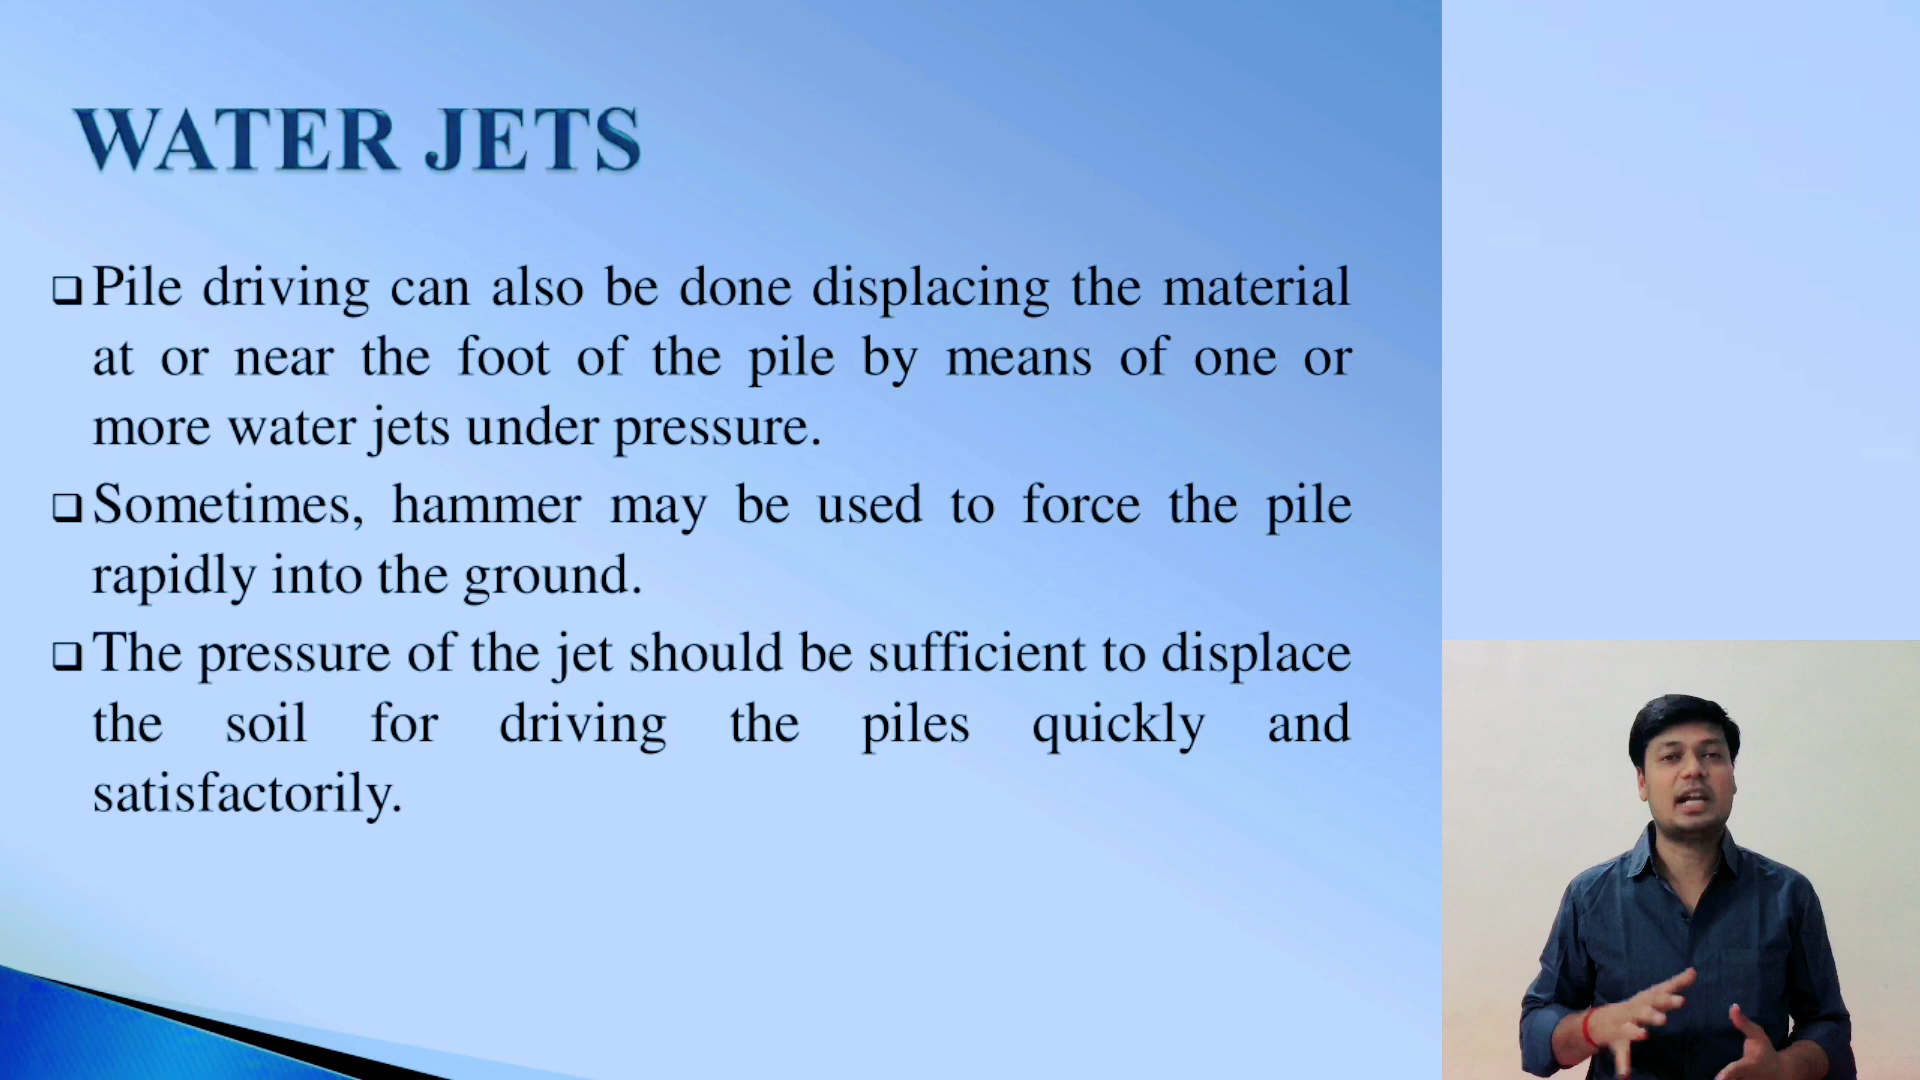 WATER JETS
❑Pile driving can also be done displacing the material
at or near the foot of the pile by means of one or
more water jets under pressure.
❑Sometimes, hammer may be used to force the pile
rapidly into the ground.
❑The pressure of the jet should be sufficient to displace
the soil for driving the piles quickly and
satisfactorily.